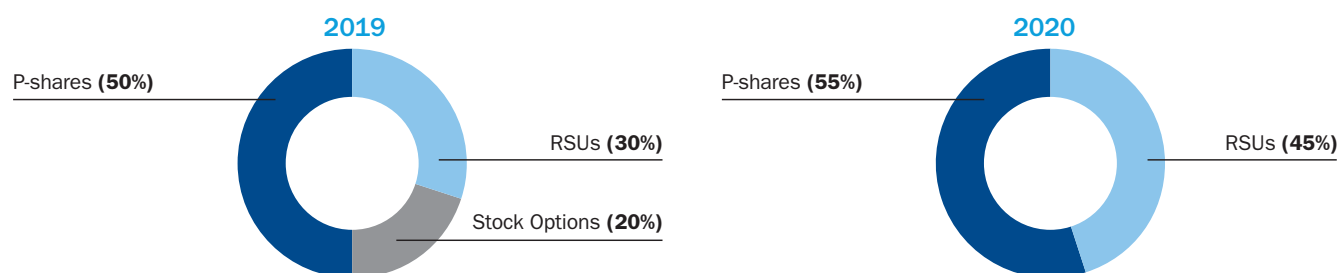 2019
P-shares (50%)
RSUs (30%)
Stock Options (20%)
2020
P-shares (55%)
RSUs (45%)